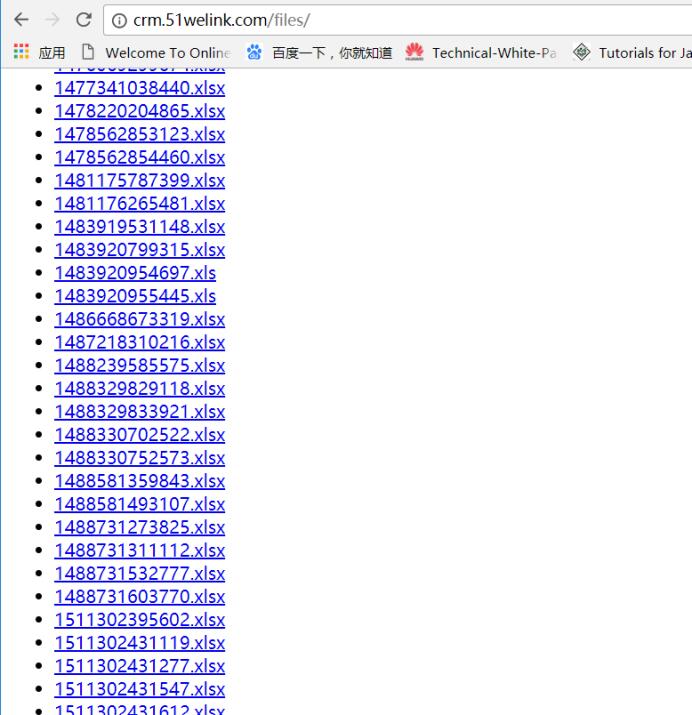 crm.51welink.com/files/
应用 Welcome To Online 百度一下，你就知道 Technical-White-Pa Tutorials for Ja
1477341038440.xlsx
1478220204865.xlsx
1478562853123.xlsx
1478562854460.xlsx
1481175787399.xlsx
1481176265481.xlsx
1483919531148.xlsx
1483920799315.xlsx
1483920954697.xls
1483920955445.xls
1486668673319.xlsx
1487218310216.xlsx
1488239585575.xlsx
1488329829118.xlsx
1488329833921.xlsx
1488330702522.xlsx
1488330752573.xlsx
1488581359843.xlsx
1488581493107.xlsx
1488731273825.xlsx
1488731311112.xlsx
1488731532777.xlsx
1488731603770.xlsx
1511302395602.xlsx
1511302431119.xlsx
1511302431277.xlsx
1511302431547.xlsx
1511302431612.xlsx